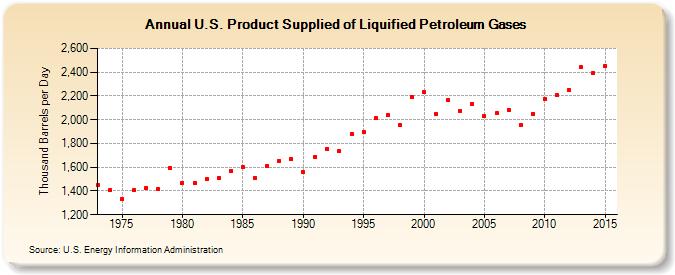 Annual U.S. Product Supplied of Liquified Petroleum Gases
Thousand Barrels per Day
2,600
2,400
2,200
2,000
1,800
1,600
1,400
1,200
1975 1980 1985 1990 1995 2000 2005 2010 2015
Source: U.S. Energy Information Administration